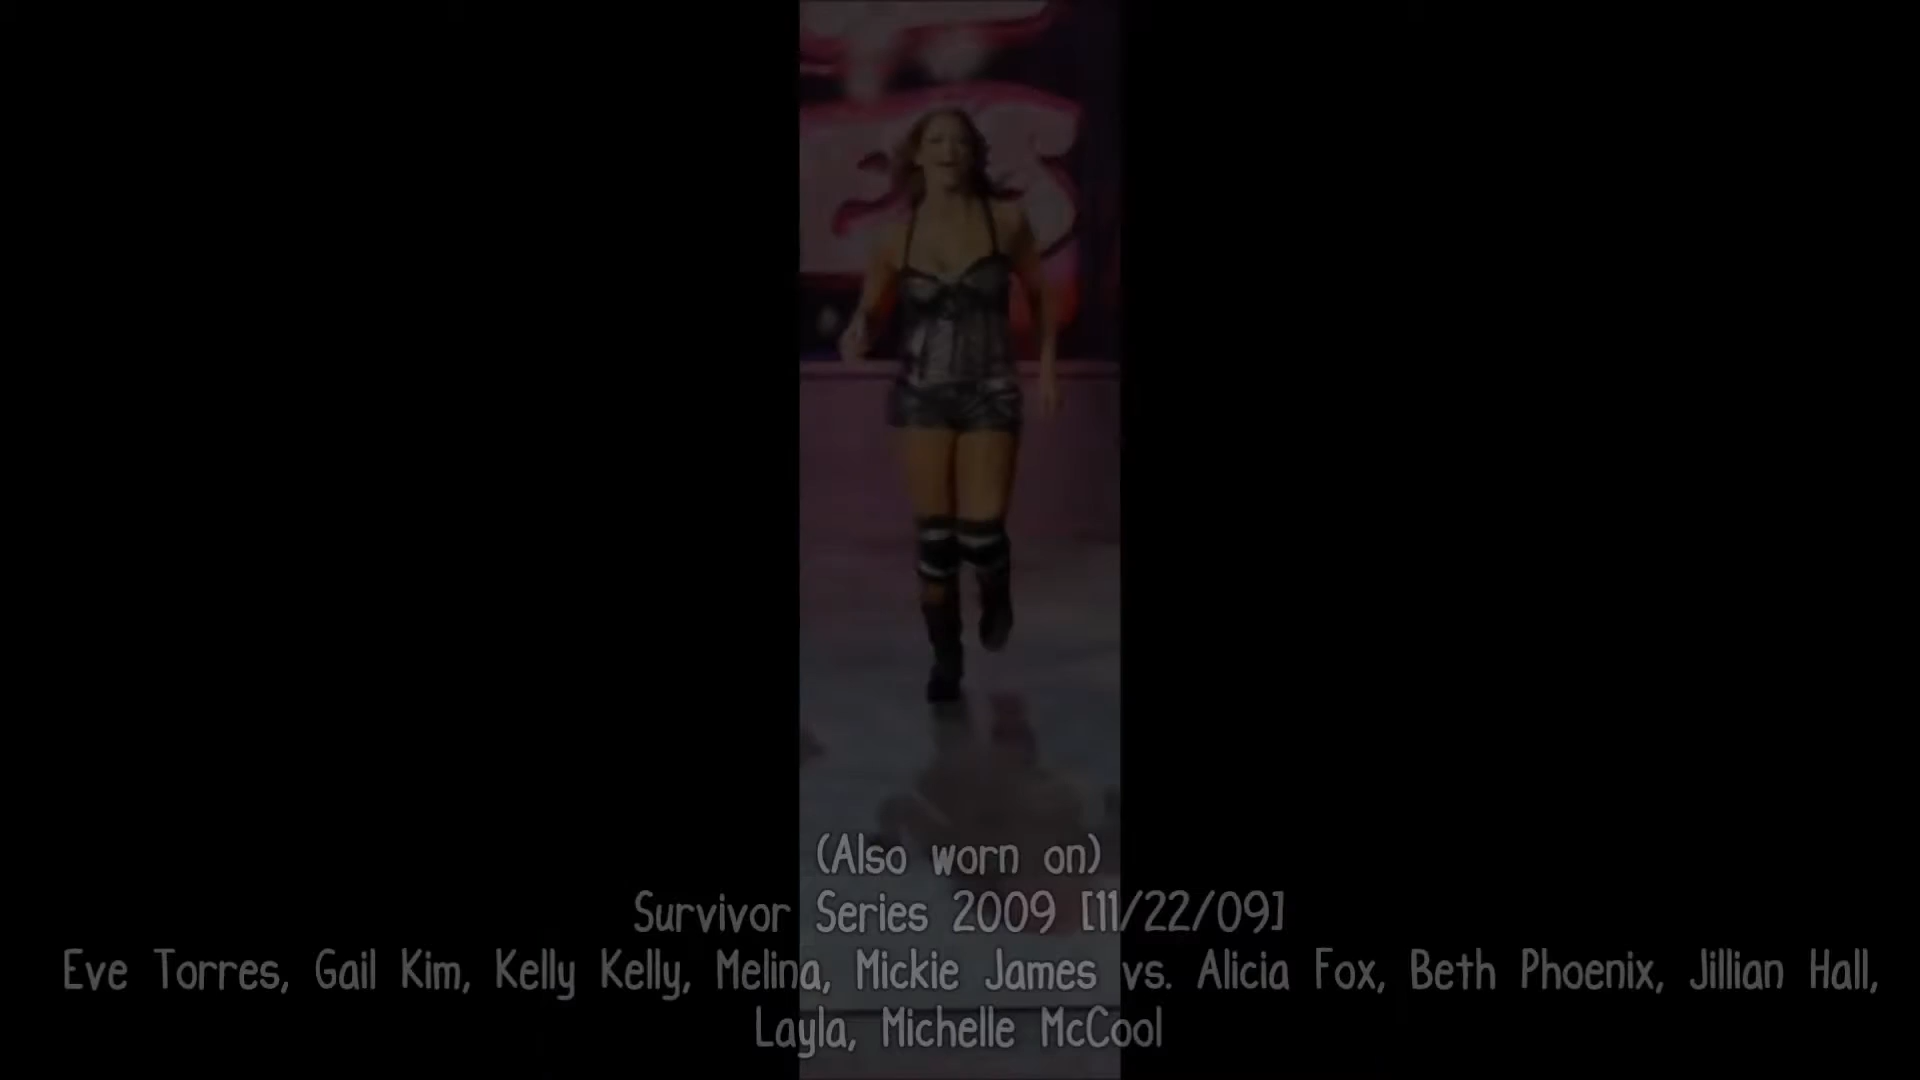 (Also worn on)
Survivor Series 2009 [11/22/09]
Eve Torres, Gail Kim, Kelly Kelly, Melina, Mickie James vs. Alicia Fox, Beth Phoenix, Jillian Hall,
Layla, Michelle McCool